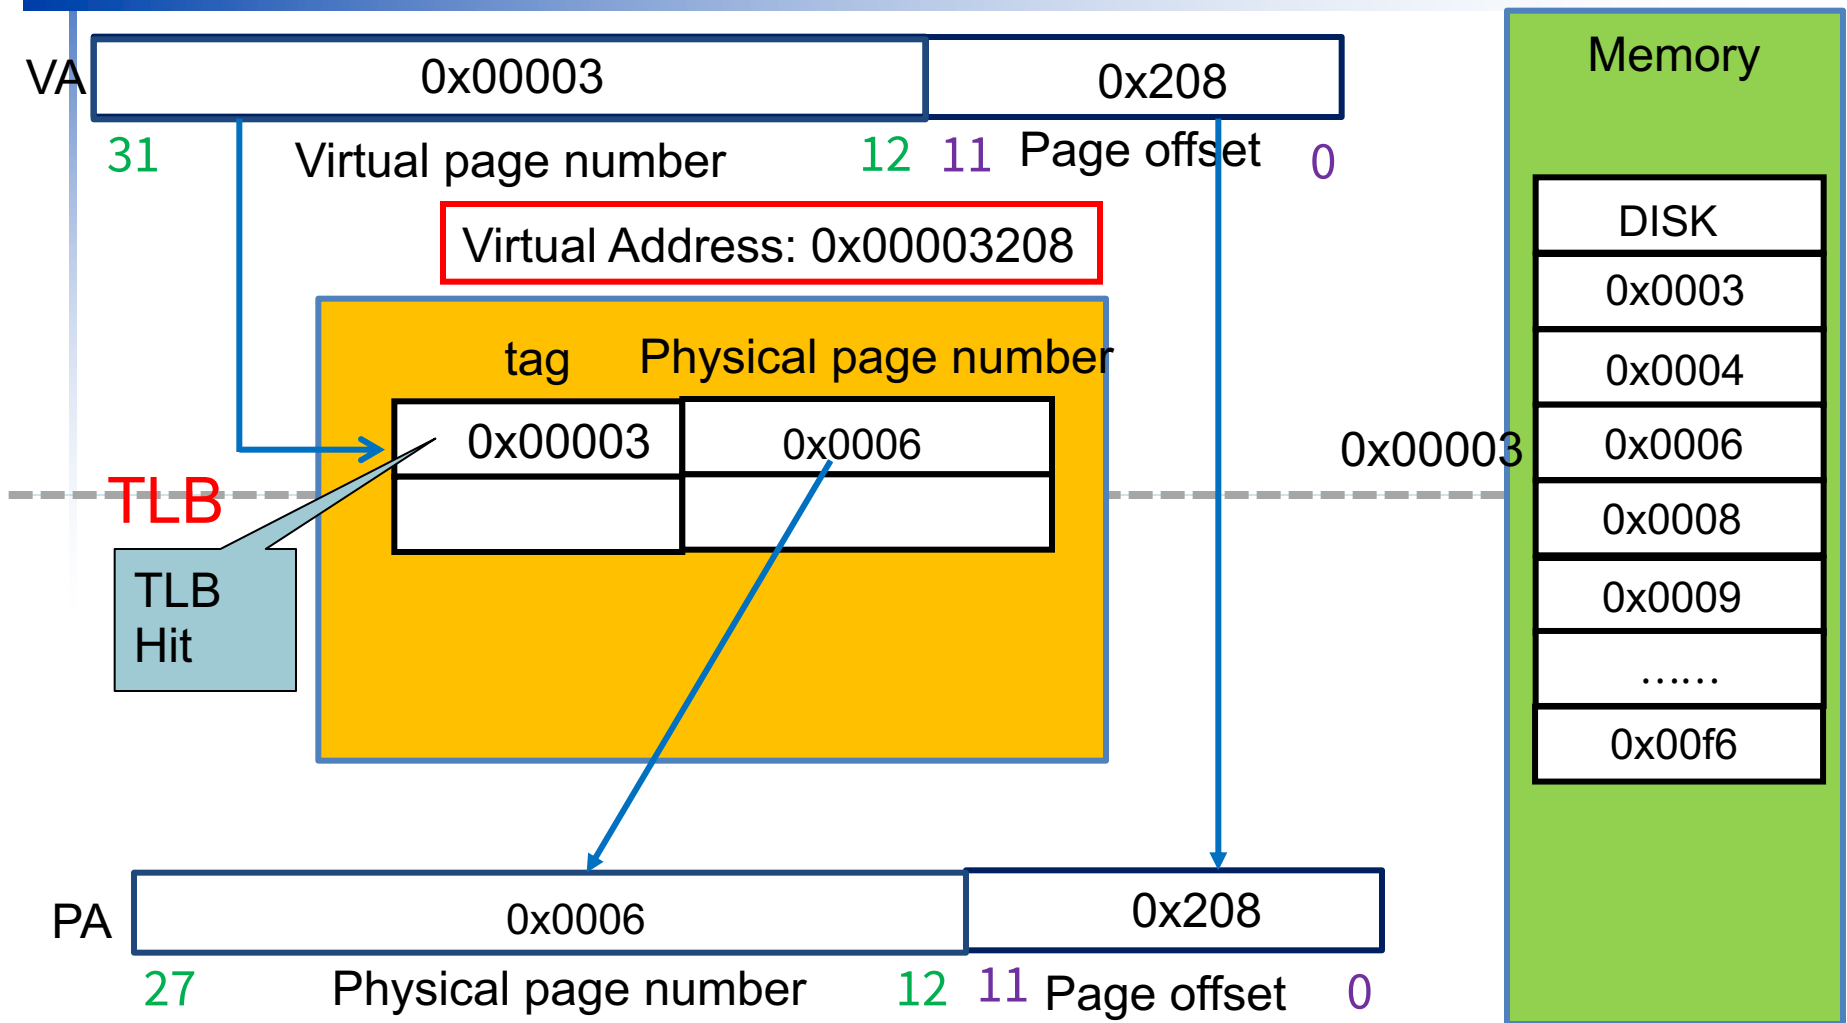 VA
0x00003
0x208
31
Virtual page number
12
11
Page offset
0
Virtual Address: 0x00003208
tag
Physical page number
0x00003
0x0006
TLB
TLB
Hit
PA
0x0006
0x208
27
Physical page number
12
11
Page offset
0
Memory
DISK
0x0003
0x0004
0x00003
0x0006
0x0008
0x0009
……
0x00f6